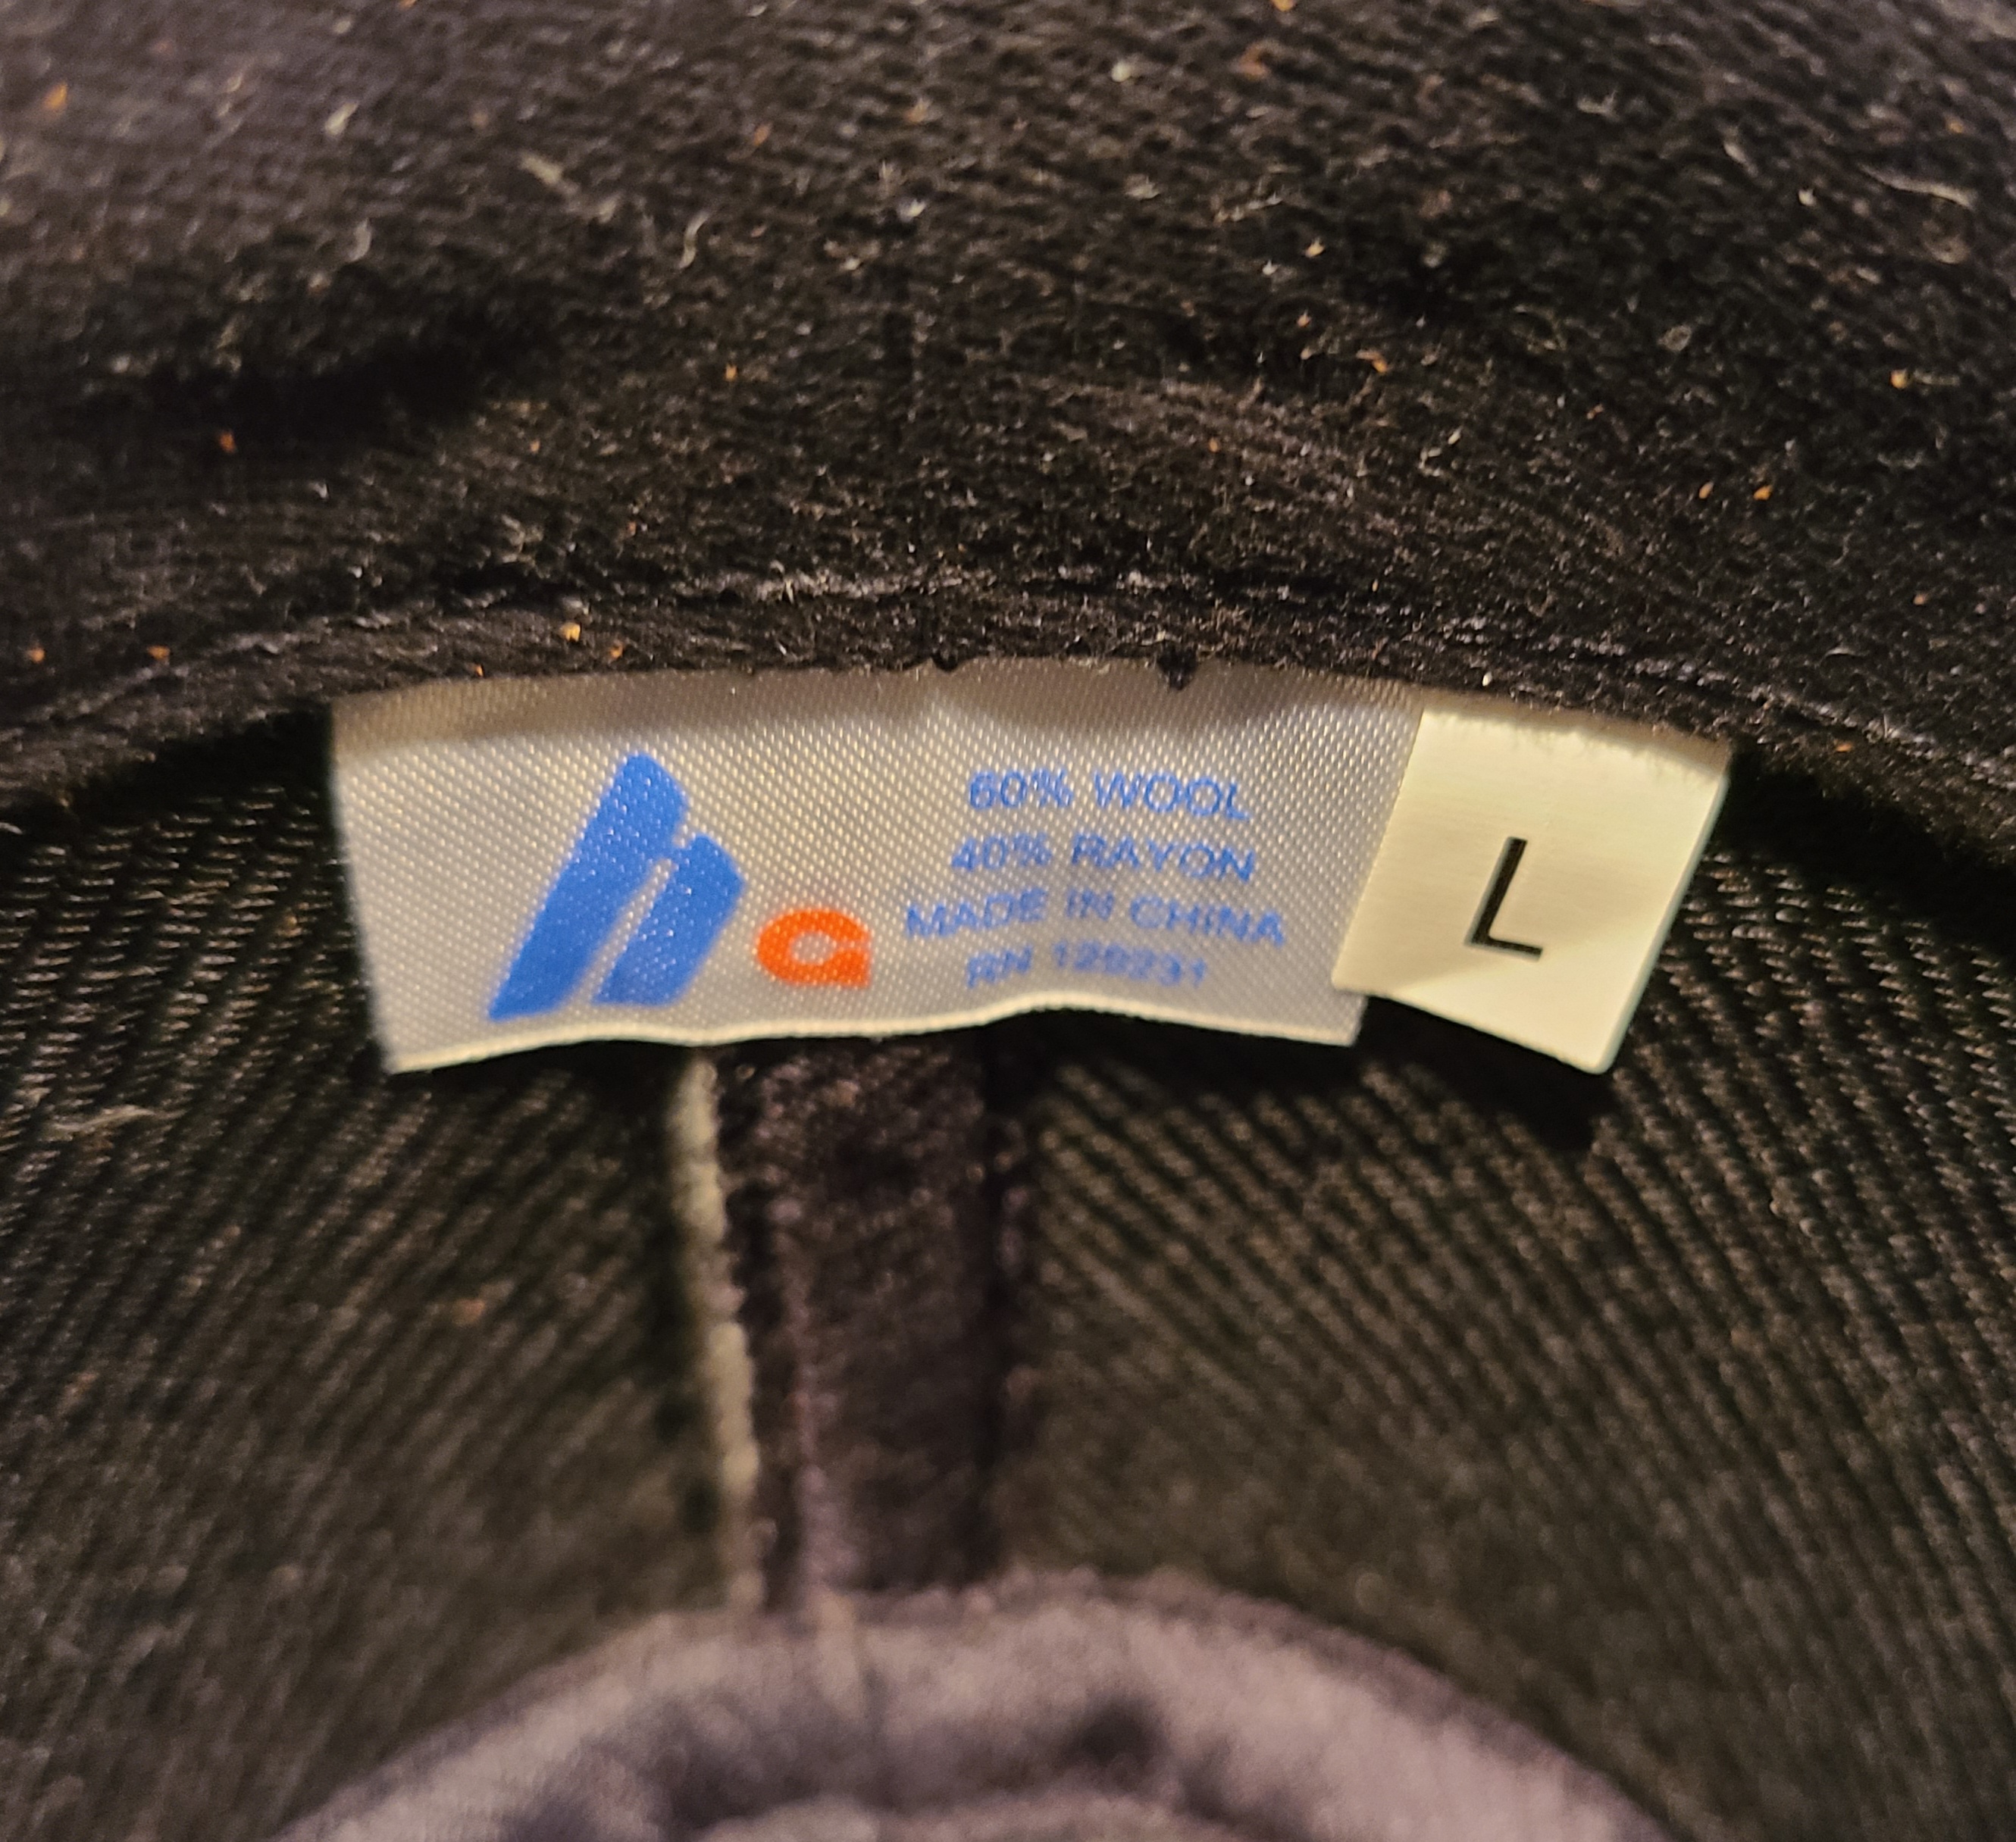 h G
60% WOOL
40% RAYON
MADE IN CHINA
RN 129231
L